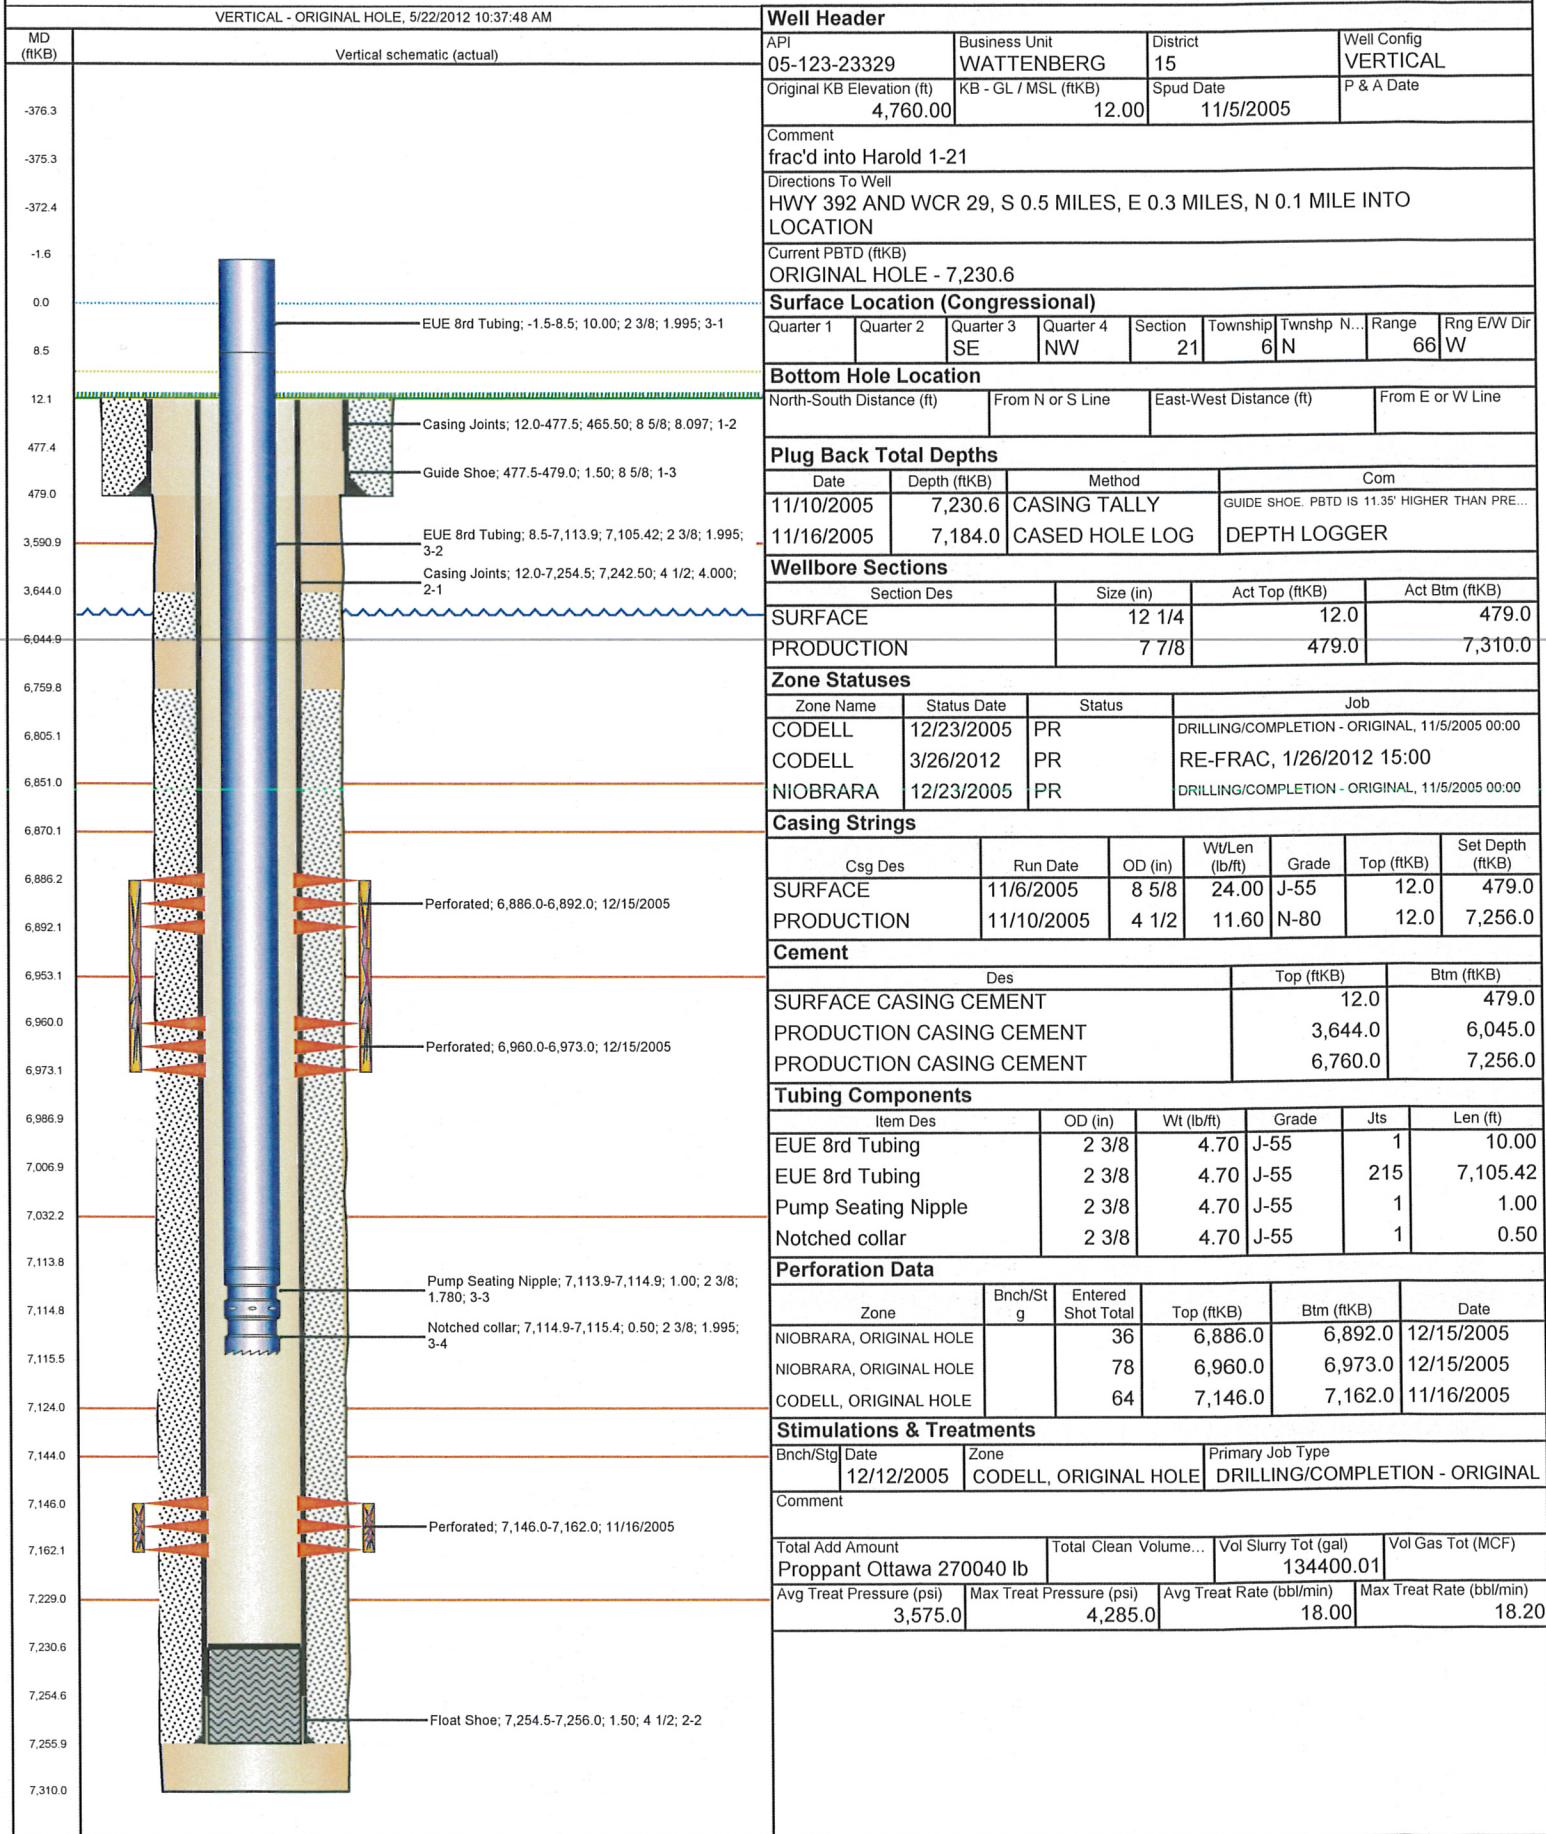 VERTICAL - ORIGINAL HOLE, 5/22/2012 10:37:48 AM
MD
(ftKB)
Vertical schematic (actual)
-376.3
-375.3
-372.4
-1.6
0.0
8.5
12.1
477.4
479.0
3,590.9
3,644.0
6,044.9
6,759.8
6,805.1
6,851.0
6,870.1
6,886.2
6,892.1
6,953.1
6,960.0
6,973.1
6,986.9
7,006.9
7,032.2
7,113.8
7,114.8
7,115.5
7,124.0
7,144.0
7,146.0
7,162.1
7,229.0
7,230.6
7,254.6
7,255.9
7,310.0
EUE 8rd Tubing; -1.5-8.5; 10.00; 2 3/8; 1.995; 3-1
Casing Joints; 12.0-477.5; 465.50; 8 5/8; 8.097; 1-2
Guide Shoe; 477.5-479.0; 1.50; 8 5/8; 1-3
EUE 8rd Tubing; 8.5-7,113.9; 7,105.42; 2 3/8; 1.995;
3-2
Casing Joints; 12.0-7,254.5; 7,242.50; 4 1/2; 4.000;
2-1
Perforated; 6,886.0-6,892.0; 12/15/2005
Perforated; 6,960.0-6,973.0; 12/15/2005
Pump Seating Nipple; 7,113.9-7,114.9; 1.00; 2 3/8;
1.780; 3-3
Notched collar; 7,114.9-7,115.4; 0.50; 2 3/8; 1.995;
3-4
Perforated; 7,146.0-7,162.0; 11/16/2005
Float Shoe; 7,254.5-7,256.0; 1.50; 4 1/2; 2-2
Well Header
API Business Unit District Well Config
05-123-23329 WATTENBERG 15 VERTICAL
Original KB Elevation (ft) KB - GL / MSL (ftKB) Spud Date P & A Date
4,760.00 12.00 11/5/2005
Comment
frac'd into Harold 1-21
Directions To Well
HWY 392 AND WCR 29, S 0.5 MILES, E 0.3 MILES, N 0.1 MILE INTO
LOCATION
Current PBTD (ftKB)
ORIGINAL HOLE - 7,230.6
Surface Location (Congressional)
Quarter 1 Quarter 2 Quarter 3 Quarter 4 Section Township Twnshp N... Range Rng E/W Dir
SE NW 21 6 N 66 W
Bottom Hole Location
North-South Distance (ft) From N or S Line East-West Distance (ft) From E or W Line
Plug Back Total Depths
Date Depth (ftKB) Method Com
11/10/2005 7,230.6 CASING TALLY GUIDE SHOE. PBTD IS 11.35' HIGHER THAN PRE...
11/16/2005 7,184.0 CASED HOLE LOG DEPTH LOGGER
Wellbore Sections
Section Des Size (in) Act Top (ftKB) Act Btm (ftKB)
SURFACE 12 1/4 12.0 479.0
PRODUCTION 7 7/8 479.0 7,310.0
Zone Statuses
Zone Name Status Date Status Job
CODELL 12/23/2005 PR DRILLING/COMPLETION - ORIGINAL, 11/5/2005 00:00
CODELL 3/26/2012 PR RE-FRAC, 1/26/2012 15:00
NIOBRARA 12/23/2005 PR DRILLING/COMPLETION - ORIGINAL, 11/5/2005 00:00
Casing Strings
Csg Des Run Date OD (in) Wt/Len (lb/ft) Grade Top (ftKB) Set Depth (ftKB)
SURFACE 11/6/2005 8 5/8 24.00 J-55 12.0 479.0
PRODUCTION 11/10/2005 4 1/2 11.60 N-80 12.0 7,256.0
Cement
Des Top (ftKB) Btm (ftKB)
SURFACE CASING CEMENT 12.0 479.0
PRODUCTION CASING CEMENT 3,644.0 6,045.0
PRODUCTION CASING CEMENT 6,760.0 7,256.0
Tubing Components
Item Des OD (in) Wt (lb/ft) Grade Jts Len (ft)
EUE 8rd Tubing 2 3/8 4.70 J-55 1 10.00
EUE 8rd Tubing 2 3/8 4.70 J-55 215 7,105.42
Pump Seating Nipple 2 3/8 4.70 J-55 1 1.00
Notched collar 2 3/8 4.70 J-55 1 0.50
Perforation Data
Zone Bnch/St g Entered Shot Total Top (ftKB) Btm (ftKB) Date
NIOBRARA, ORIGINAL HOLE 36 6,886.0 6,892.0 12/15/2005
NIOBRARA, ORIGINAL HOLE 78 6,960.0 6,973.0 12/15/2005
CODELL, ORIGINAL HOLE 64 7,146.0 7,162.0 11/16/2005
Stimulations & Treatments
Bnch/Stg Date Zone Primary Job Type
12/12/2005 CODELL, ORIGINAL HOLE DRILLING/COMPLETION - ORIGINAL
Comment
Total Add Amount Total Clean Volume... Vol Slurry Tot (gal) Vol Gas Tot (MCF)
Proppant Ottawa 270040 lb 134400.01
Avg Treat Pressure (psi) Max Treat Pressure (psi) Avg Treat Rate (bbl/min) Max Treat Rate (bbl/min)
3,575.0 4,285.0 18.00 18.20